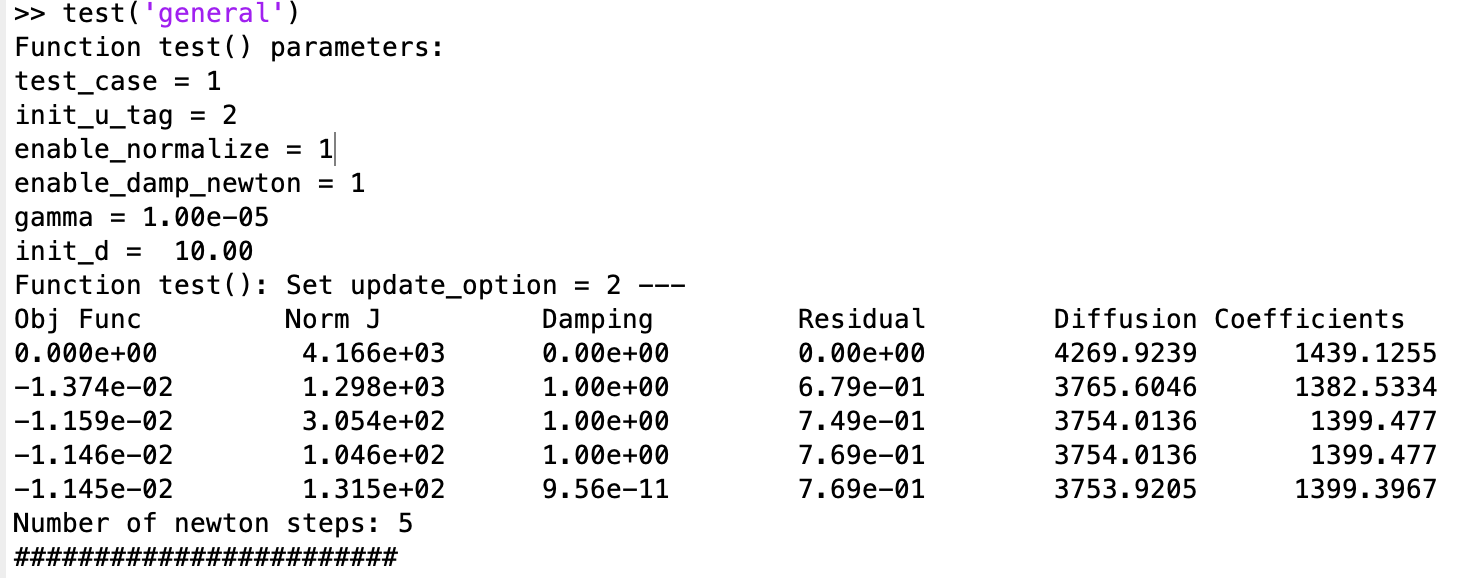 >> test('general')
Function test() parameters:
test_case = 1
init_u_tag = 2
enable_normalize = 1
enable_damp_newton = 1
gamma = 1.00e-05
init_d =  10.00
Function test(): Set update_option = 2 ---
Obj Func         Norm J          Damping         Residual        Diffusion Coefficients
0.000e+00         4.166e+03      0.00e+00        0.00e+00        4269.9239      1439.1255
-1.374e-02        1.298e+03      1.00e+00        6.79e-01        3765.6046      1382.5334
-1.159e-02        3.054e+02      1.00e+00        7.49e-01        3754.0136       1399.477
-1.146e-02        1.046e+02      1.00e+00        7.69e-01        3754.0136       1399.477
-1.145e-02        1.315e+02      9.56e-11        7.69e-01        3753.9205      1399.3967
Number of newton steps: 5
########################